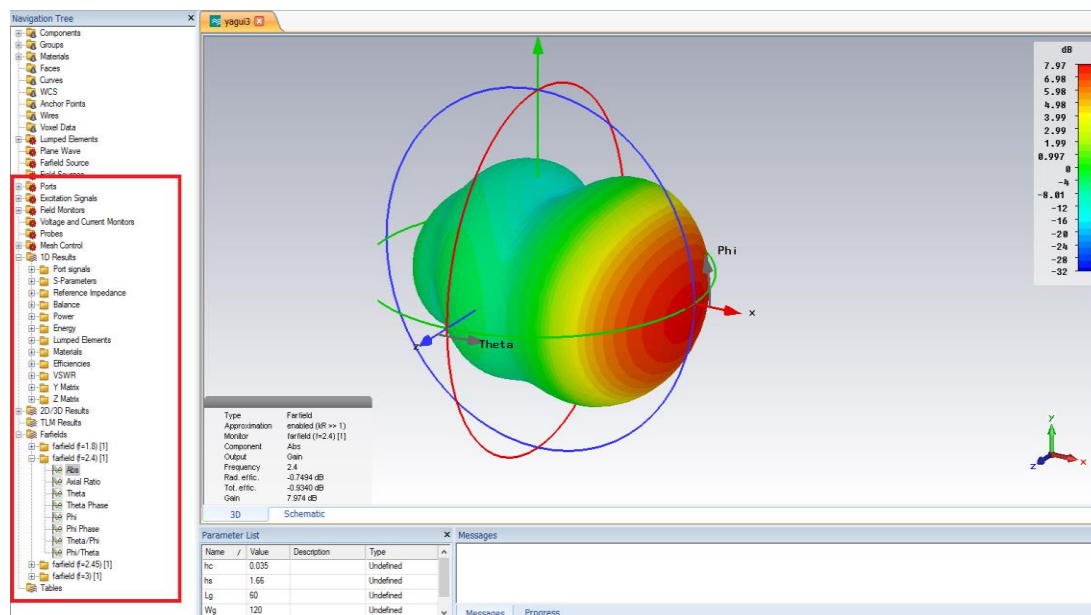 Navigation Tree
Components
Groups
Materials
Faces
Curves
WCS
Anchor Points
Wires
Voxel Data
Lumped Elements
Plane Wave
Farfield Source
Field Sources
Ports
Excitation Signals
Field Monitors
Voltage and Current Monitors
Probes
Mesh Control
1D Results
Port signals
S-Parameters
Reference Impedance
Balance
Power
Energy
Lumped Elements
Materials
Efficiencies
VSWR
Y Matrix
Z Matrix
2D/3D Results
TLM Results
Farfields
farfield (f=1.8) [1]
farfield (f=2.4) [1]
Abs
Axial Ratio
Theta
Theta Phase
Phi
Phi Phase
Theta/Phi
Phi/Theta
farfield (f=2.45) [1]
farfield (f=3) [1]
Tables
yagui3
dB
7.97
6.98
5.98
4.98
3.99
2.99
1.99
0.997
0
-4
-8.01
-12
-16
-20
-24
-28
-32
Phi
x
z
Theta
y
z
x
Type Farfield
Approximation enabled (kR >> 1)
Monitor farfield (f=2.4) [1]
Component Abs
Output Gain
Frequency 2.4
Rad. effic. -0.7494 dB
Tot. effic. -0.9340 dB
Gain 7.974 dB
3D Schematic
Parameter List
Name / Value Description Type
hc 0.035 Undefined
hs 1.66 Undefined
Lg 60 Undefined
Wg 120 Undefined
Messages
Messages Progress